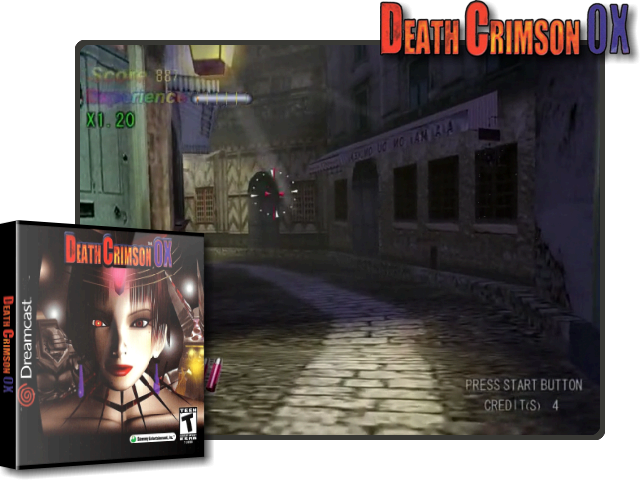 DEATH CRIMSON OX
Score 887
Experience
X1.20
DEATH CRIMSON OX
DEATH CRIMSON OX
Dreamcast
TEEN
T
PRESS START BUTTON
CREDIT(S) 4